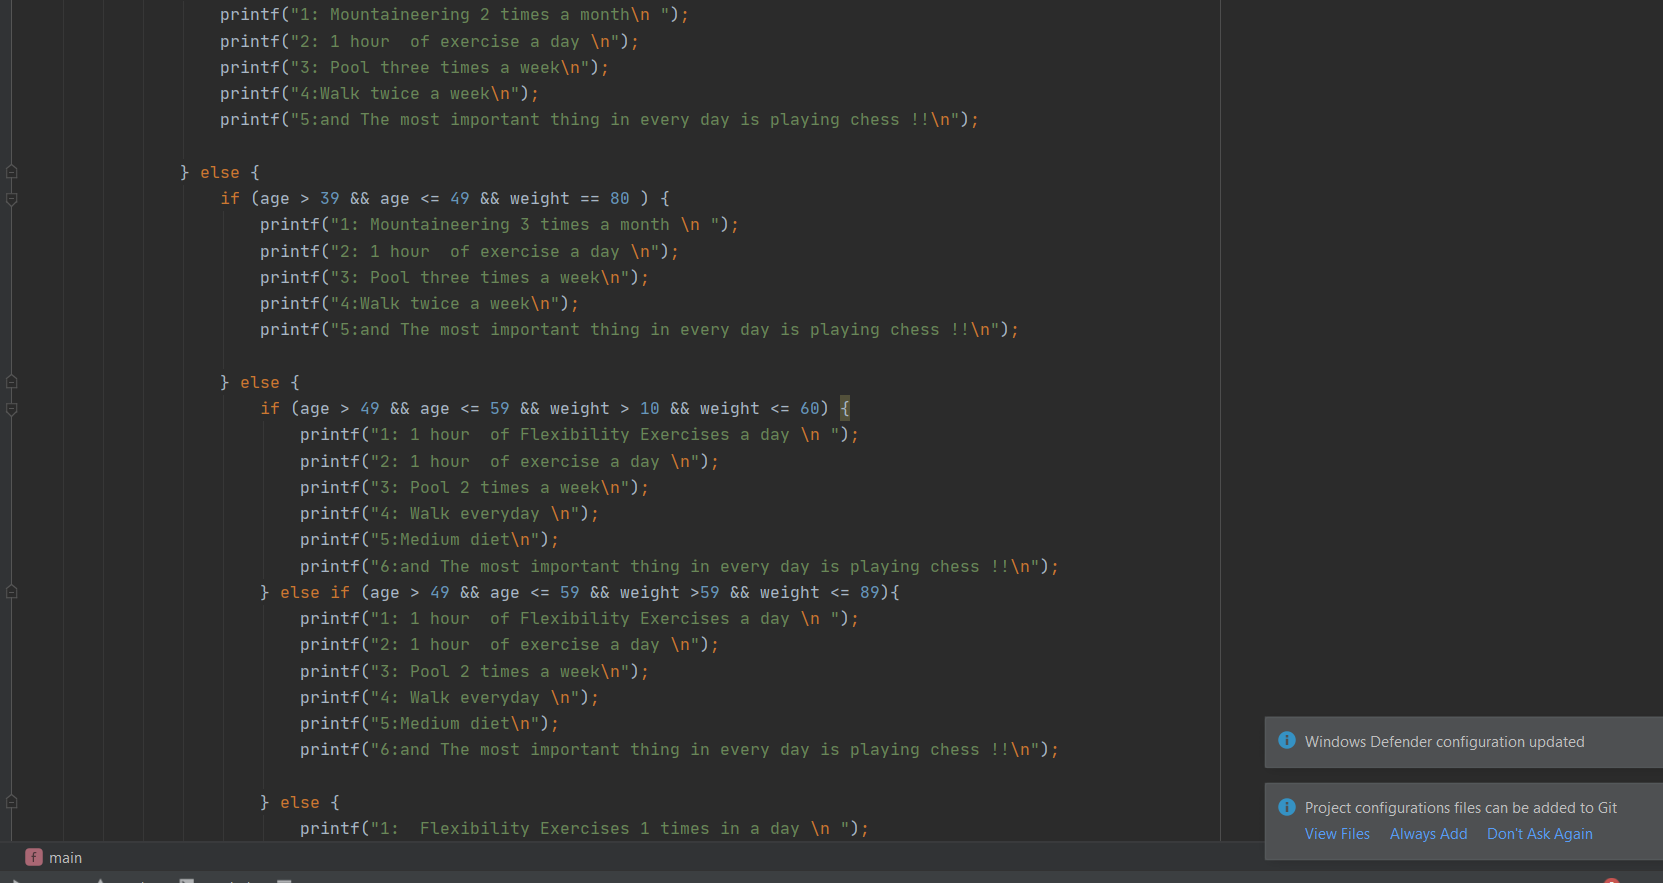 printf("1: Mountaineering 2 times a month\n ");
printf("2: 1 hour  of exercise a day \n");
printf("3: Pool three times a week\n");
printf("4:Walk twice a week\n");
printf("5:and The most important thing in every day is playing chess !!\n");
} else {
if (age > 39 && age <= 49 && weight == 80 ) {
printf("1: Mountaineering 3 times a month \n ");
printf("2: 1 hour  of exercise a day \n");
printf("3: Pool three times a week\n");
printf("4:Walk twice a week\n");
printf("5:and The most important thing in every day is playing chess !!\n");
} else {
if (age > 49 && age <= 59 && weight > 10 && weight <= 60) {
printf("1: 1 hour  of Flexibility Exercises a day \n ");
printf("2: 1 hour  of exercise a day \n");
printf("3: Pool 2 times a week\n");
printf("4: Walk everyday \n");
printf("5:Medium diet\n");
printf("6:and The most important thing in every day is playing chess !!\n");
} else if (age > 49 && age <= 59 && weight >59 && weight <= 89){
printf("1: 1 hour  of Flexibility Exercises a day \n ");
printf("2: 1 hour  of exercise a day \n");
printf("3: Pool 2 times a week\n");
printf("4: Walk everyday \n");
printf("5:Medium diet\n");
printf("6:and The most important thing in every day is playing chess !!\n");
} else {
printf("1:  Flexibility Exercises 1 times in a day \n ");
Windows Defender configuration updated
Project configurations files can be added to Git
View Files Always Add Don't Ask Again
f main